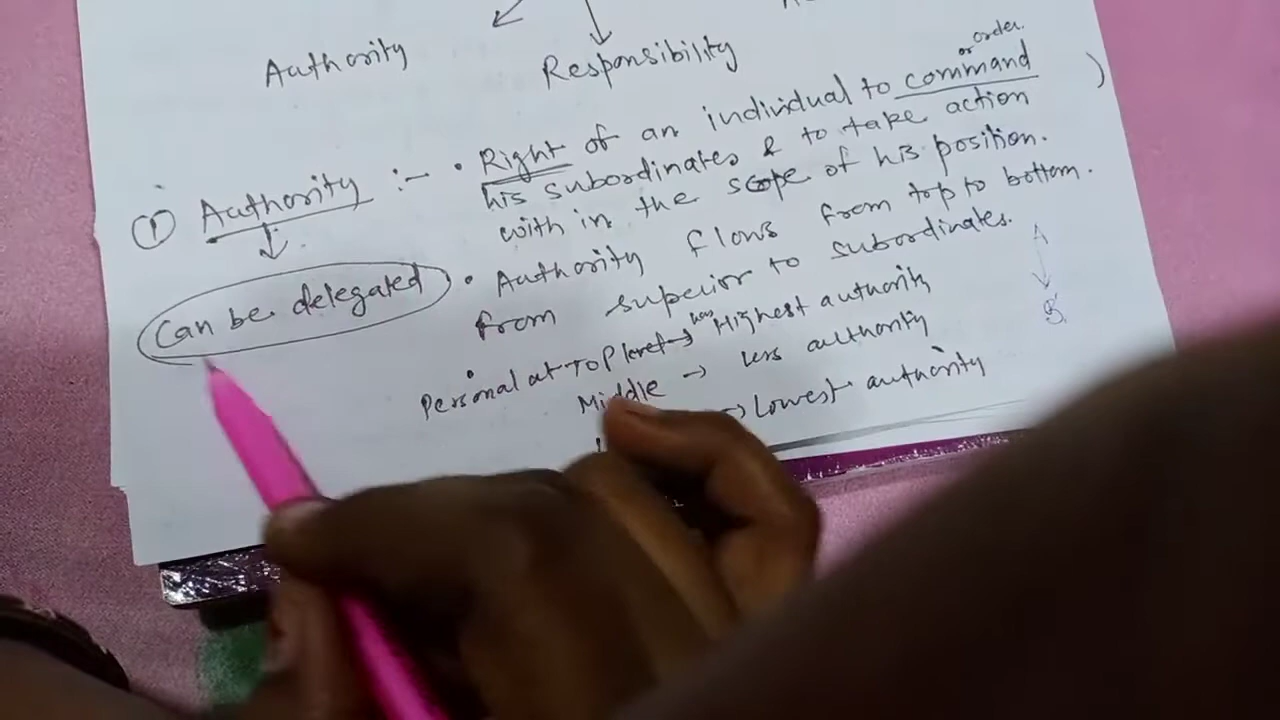 Authority
Responsibility
or order.
① Authority :- • Right of an individual to command )
his subordinates & to take action
with in the scope of his position.
Can be delegated • Authority flows from top to bottom.
from superior to subordinates.
Personal at Top level → has Highest authority
Middle → less authority
→ Lowest authority